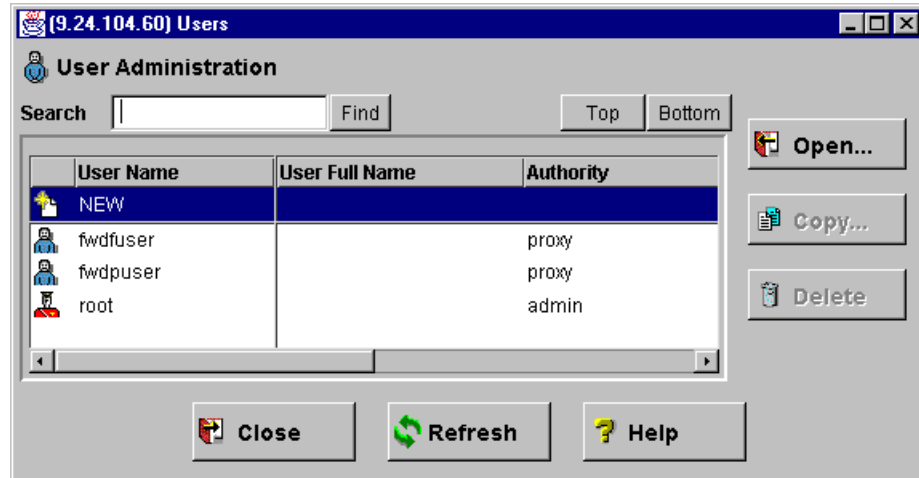 (9.24.104.60) Users
User Administration
Search Find Top Bottom
Open...
User Name User Full Name Authority
NEW
Copy...
fwdfuser proxy
fwdpuser proxy
Delete
root admin
Close Refresh Help